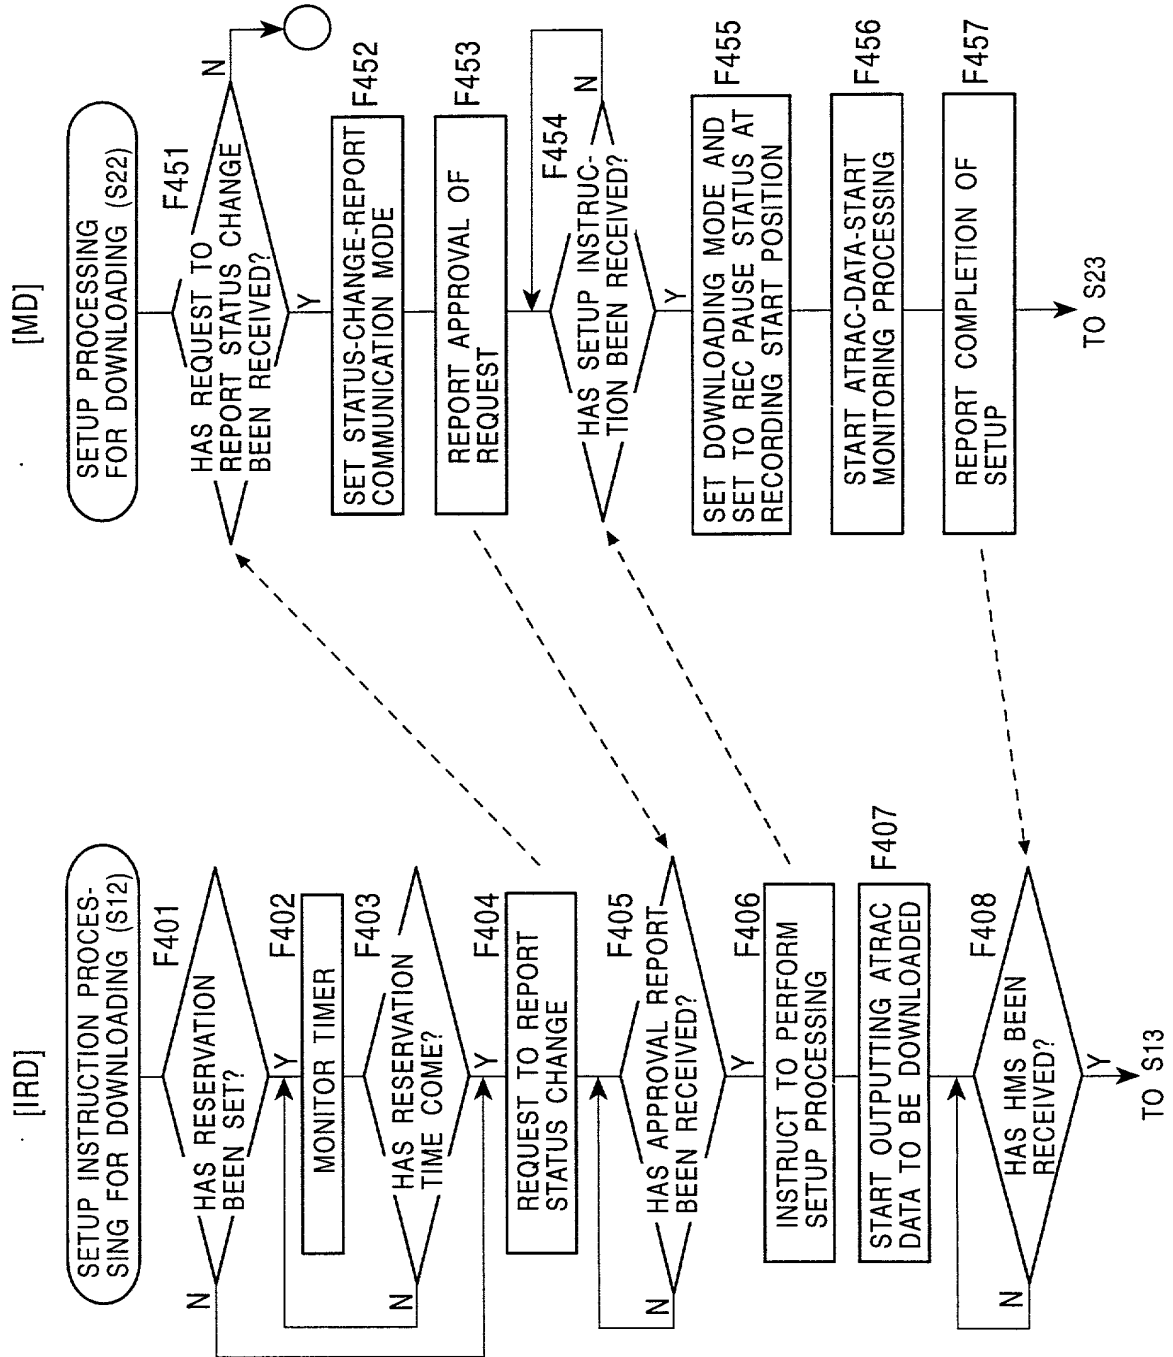 [IRD]
SETUP INSTRUCTION PROCES-
SING FOR DOWNLOADING (S12)
F401
HAS RESERVATION
BEEN SET?
N
Y
F402
MONITOR TIMER
F403
HAS RESERVATION
TIME COME?
N
Y
F404
REQUEST TO REPORT
STATUS CHANGE
F405
HAS APPROVAL REPORT
BEEN RECEIVED?
N
Y
F406
INSTRUCT TO PERFORM
SETUP PROCESSING
F407
START OUTPUTTING ATRAC
DATA TO BE DOWNLOADED
F408
HAS HMS BEEN
RECEIVED?
N
Y
TO S13
[MD]
SETUP PROCESSING
FOR DOWNLOADING (S22)
F451
HAS REQUEST TO
REPORT STATUS CHANGE
BEEN RECEIVED?
N
Y
F452
SET STATUS-CHANGE-REPORT
COMMUNICATION MODE
F453
REPORT APPROVAL OF
REQUEST
F454
HAS SETUP INSTRUC-
TION BEEN RECEIVED?
N
Y
F455
SET DOWNLOADING MODE AND
SET TO REC PAUSE STATUS AT
RECORDING START POSITION
F456
START ATRAC-DATA-START
MONITORING PROCESSING
F457
REPORT COMPLETION OF
SETUP
TO S23